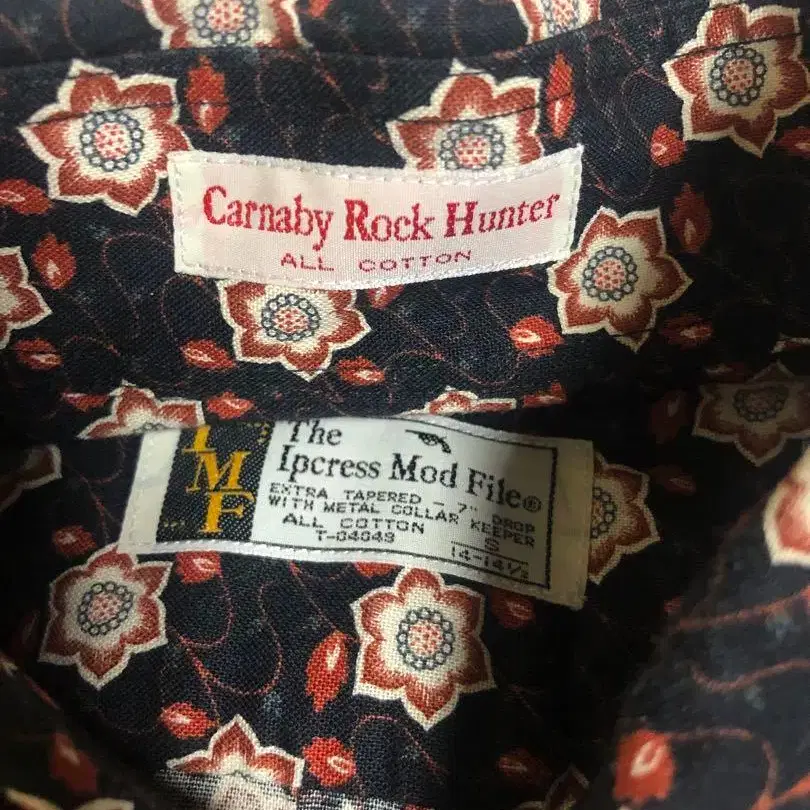 Carnaby Rock Hunter
ALL COTTON
IMF
The
Ipcress Mod File®
EXTRA TAPERED - 7" DROP
WITH METAL COLLAR KEEPER
ALL COTTON
T-04049
S
14-14½